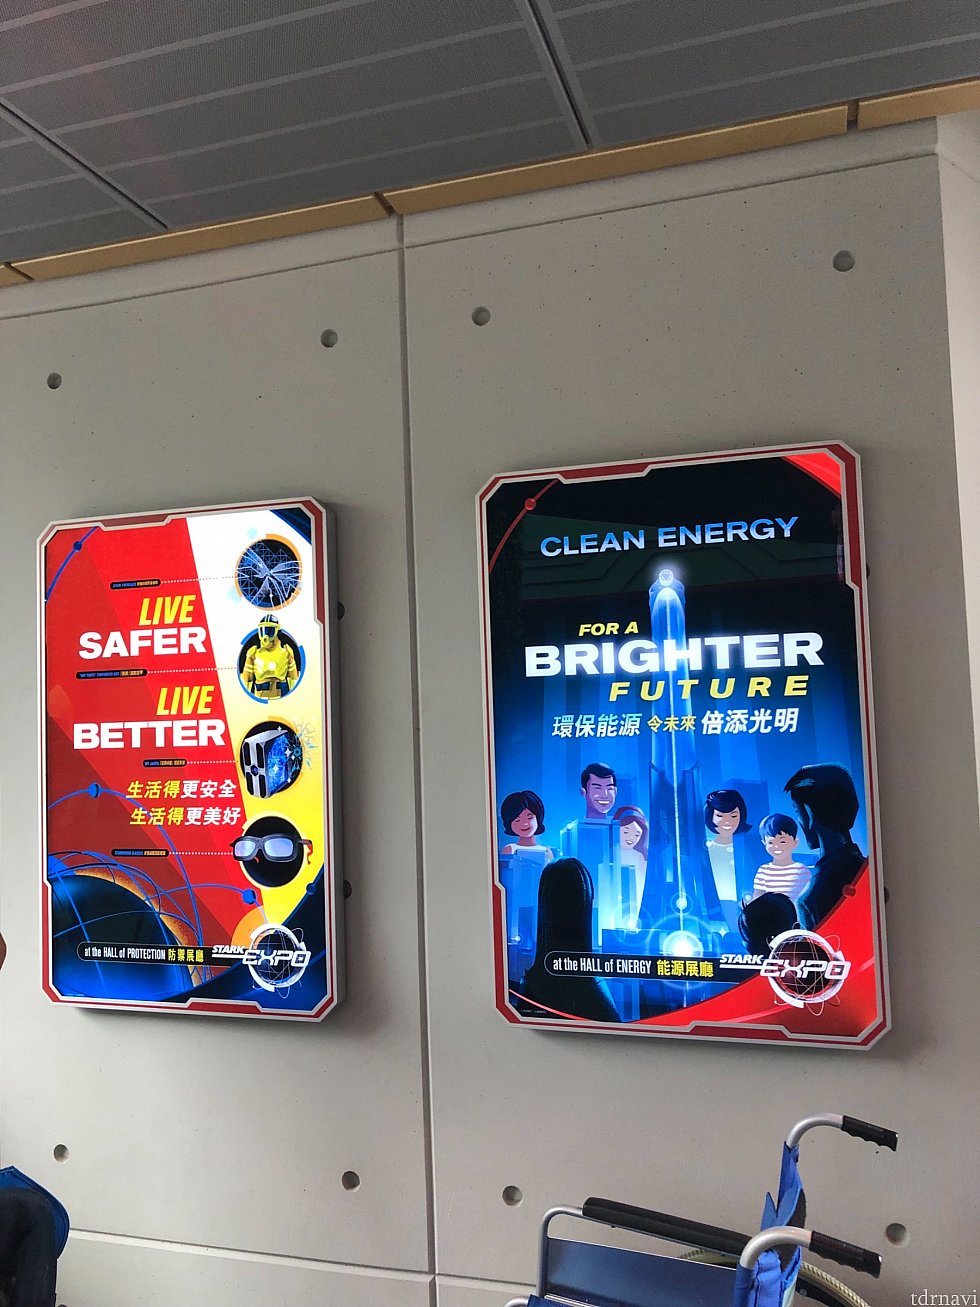 LIVE
SAFER
LIVE
BETTER
生活得更安全
生活得更美好
at the HALL of PROTECTION 防禦展廳
STARK
EXPO
CLEAN ENERGY
FOR A
BRIGHTER
FUTURE
環保能源 令未來 倍添光明
at the HALL of ENERGY 能源展廳
STARK
EXPO
tdrnavi